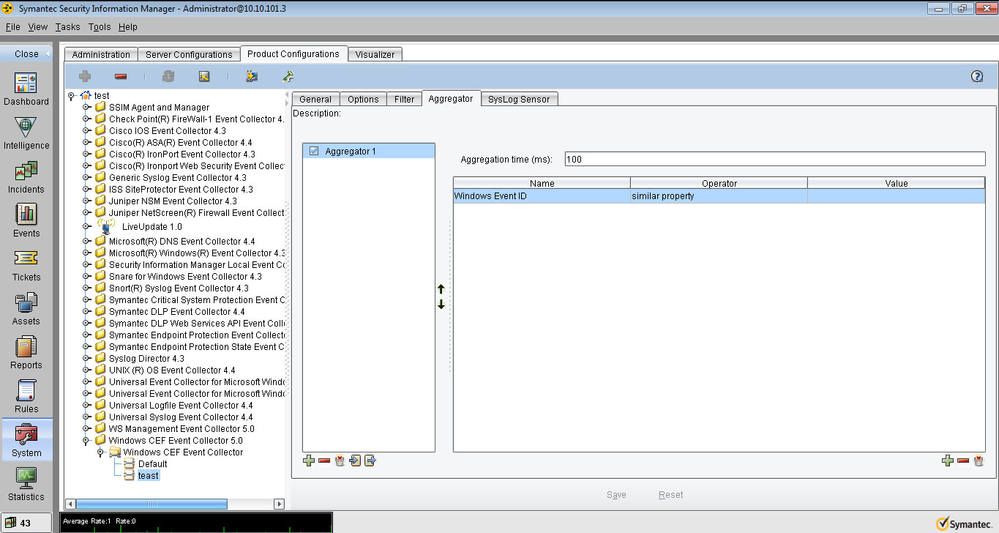 Symantec Security Information Manager - Administrator@10.10.101.3
File View Tasks Tools Help
Close
Dashboard
Intelligence
Incidents
Events
Tickets
Assets
Reports
Rules
System
Statistics
43
Administration Server Configurations Product Configurations Visualizer
test
SSIM Agent and Manager
Check Point(R) FireWall-1 Event Collector 4.
Cisco IOS Event Collector 4.3
Cisco(R) ASA(R) Event Collector 4.4
Cisco(R) IronPort Event Collector 4.3
Cisco(R) Ironport Web Security Event Collec
Generic Syslog Event Collector 4.3
ISS SiteProtector Event Collector 4.3
Juniper NSM Event Collector 4.3
Juniper NetScreen(R) Firewall Event Collect
LiveUpdate 1.0
Microsoft(R) DNS Event Collector 4.4
Microsoft(R) Windows(R) Event Collector 4.3
Security Information Manager Local Event Co
Snare for Windows Event Collector 4.3
Snort(R) Syslog Event Collector 4.3
Symantec Critical System Protection Event C
Symantec DLP Event Collector 4.4
Symantec DLP Web Services API Event Colle
Symantec Endpoint Protection Event Collect
Symantec Endpoint Protection State Event C
Syslog Director 4.3
UNIX (R) OS Event Collector 4.4
Universal Event Collector for Microsoft Windo
Universal Event Collector for Microsoft Windo
Universal Logfile Event Collector 4.4
Universal Syslog Event Collector 4.4
WS Management Event Collector 5.0
Windows CEF Event Collector 5.0
Windows CEF Event Collector
Default
teast
General Options Filter Aggregator SysLog Sensor
Description:
Aggregator 1
Aggregation time (ms): 100
Name Operator Value
Windows Event ID similar property
Save Reset
Average Rate:1 Rate:0
Symantec.